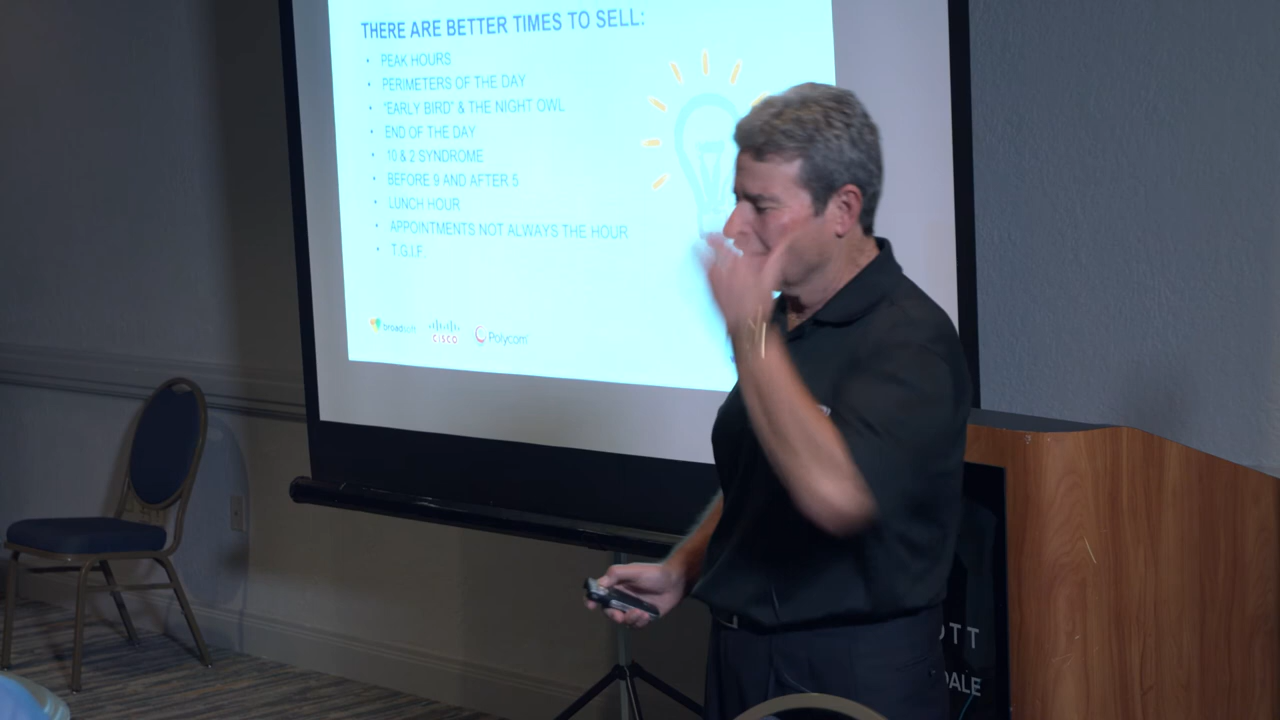 THERE ARE BETTER TIMES TO SELL:
• PEAK HOURS
• PERIMETERS OF THE DAY
• 'EARLY BIRD' & THE NIGHT OWL
• END OF THE DAY
• 10 & 2 SYNDROME
• BEFORE 9 AND AFTER 5
• LUNCH HOUR
• APPOINTMENTS NOT ALWAYS THE HOUR
• T.G.I.F.
broadsoft CISCO Polycom
OTT
DALE